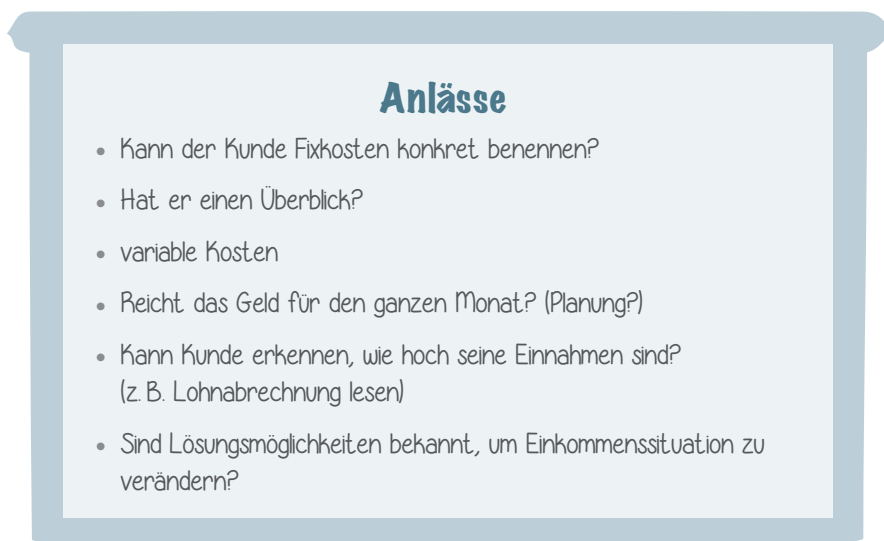 Anlässe
• Kann der Kunde Fixkosten konkret benennen?
• Hat er einen Überblick?
• variable Kosten
• Reicht das Geld für den ganzen Monat? (Planung?)
• Kann Kunde erkennen, wie hoch seine Einnahmen sind?
(z. B. Lohnabrechnung lesen)
• Sind Lösungsmöglichkeiten bekannt, um Einkommenssituation zu
verändern?